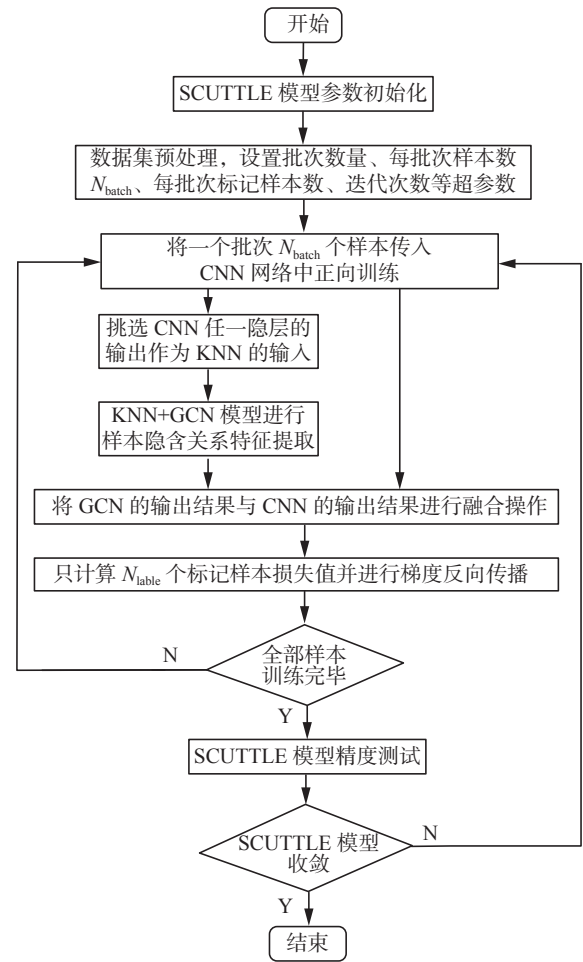 开始
SCUTTLE 模型参数初始化
数据集预处理，设置批次数量、每批次样本数
N_batch、每批次标记样本数、迭代次数等超参数
将一个批次 N_batch 个样本传入
CNN 网络中正向训练
挑选 CNN 任一隐层的
输出作为 KNN 的输入
KNN+GCN 模型进行
样本隐含关系特征提取
将 GCN 的输出结果与 CNN 的输出结果进行融合操作
只计算 N_lable 个标记样本损失值并进行梯度反向传播
N
全部样本
训练完毕
Y
SCUTTLE 模型精度测试
SCUTTLE 模型
收敛
N
Y
结束